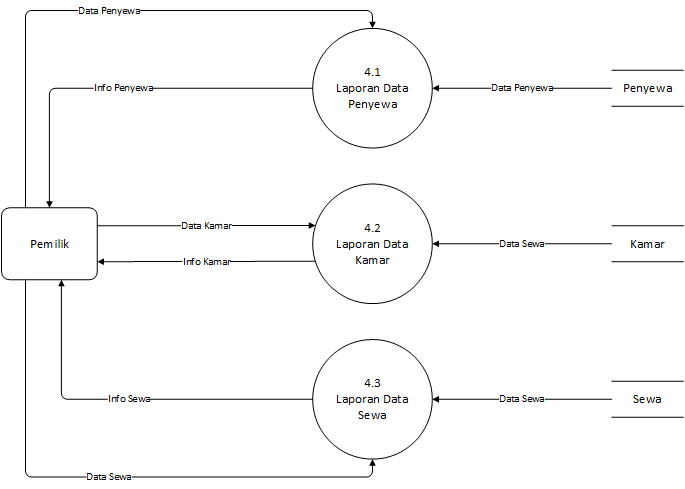 Data Penyewa
4.1
Laporan Data
Penyewa
Info Penyewa
Data Penyewa
Penyewa
Pemilik
Data Kamar
Info Kamar
4.2
Laporan Data
Kamar
Data Sewa
Kamar
4.3
Laporan Data
Sewa
Info Sewa
Data Sewa
Sewa
Data Sewa